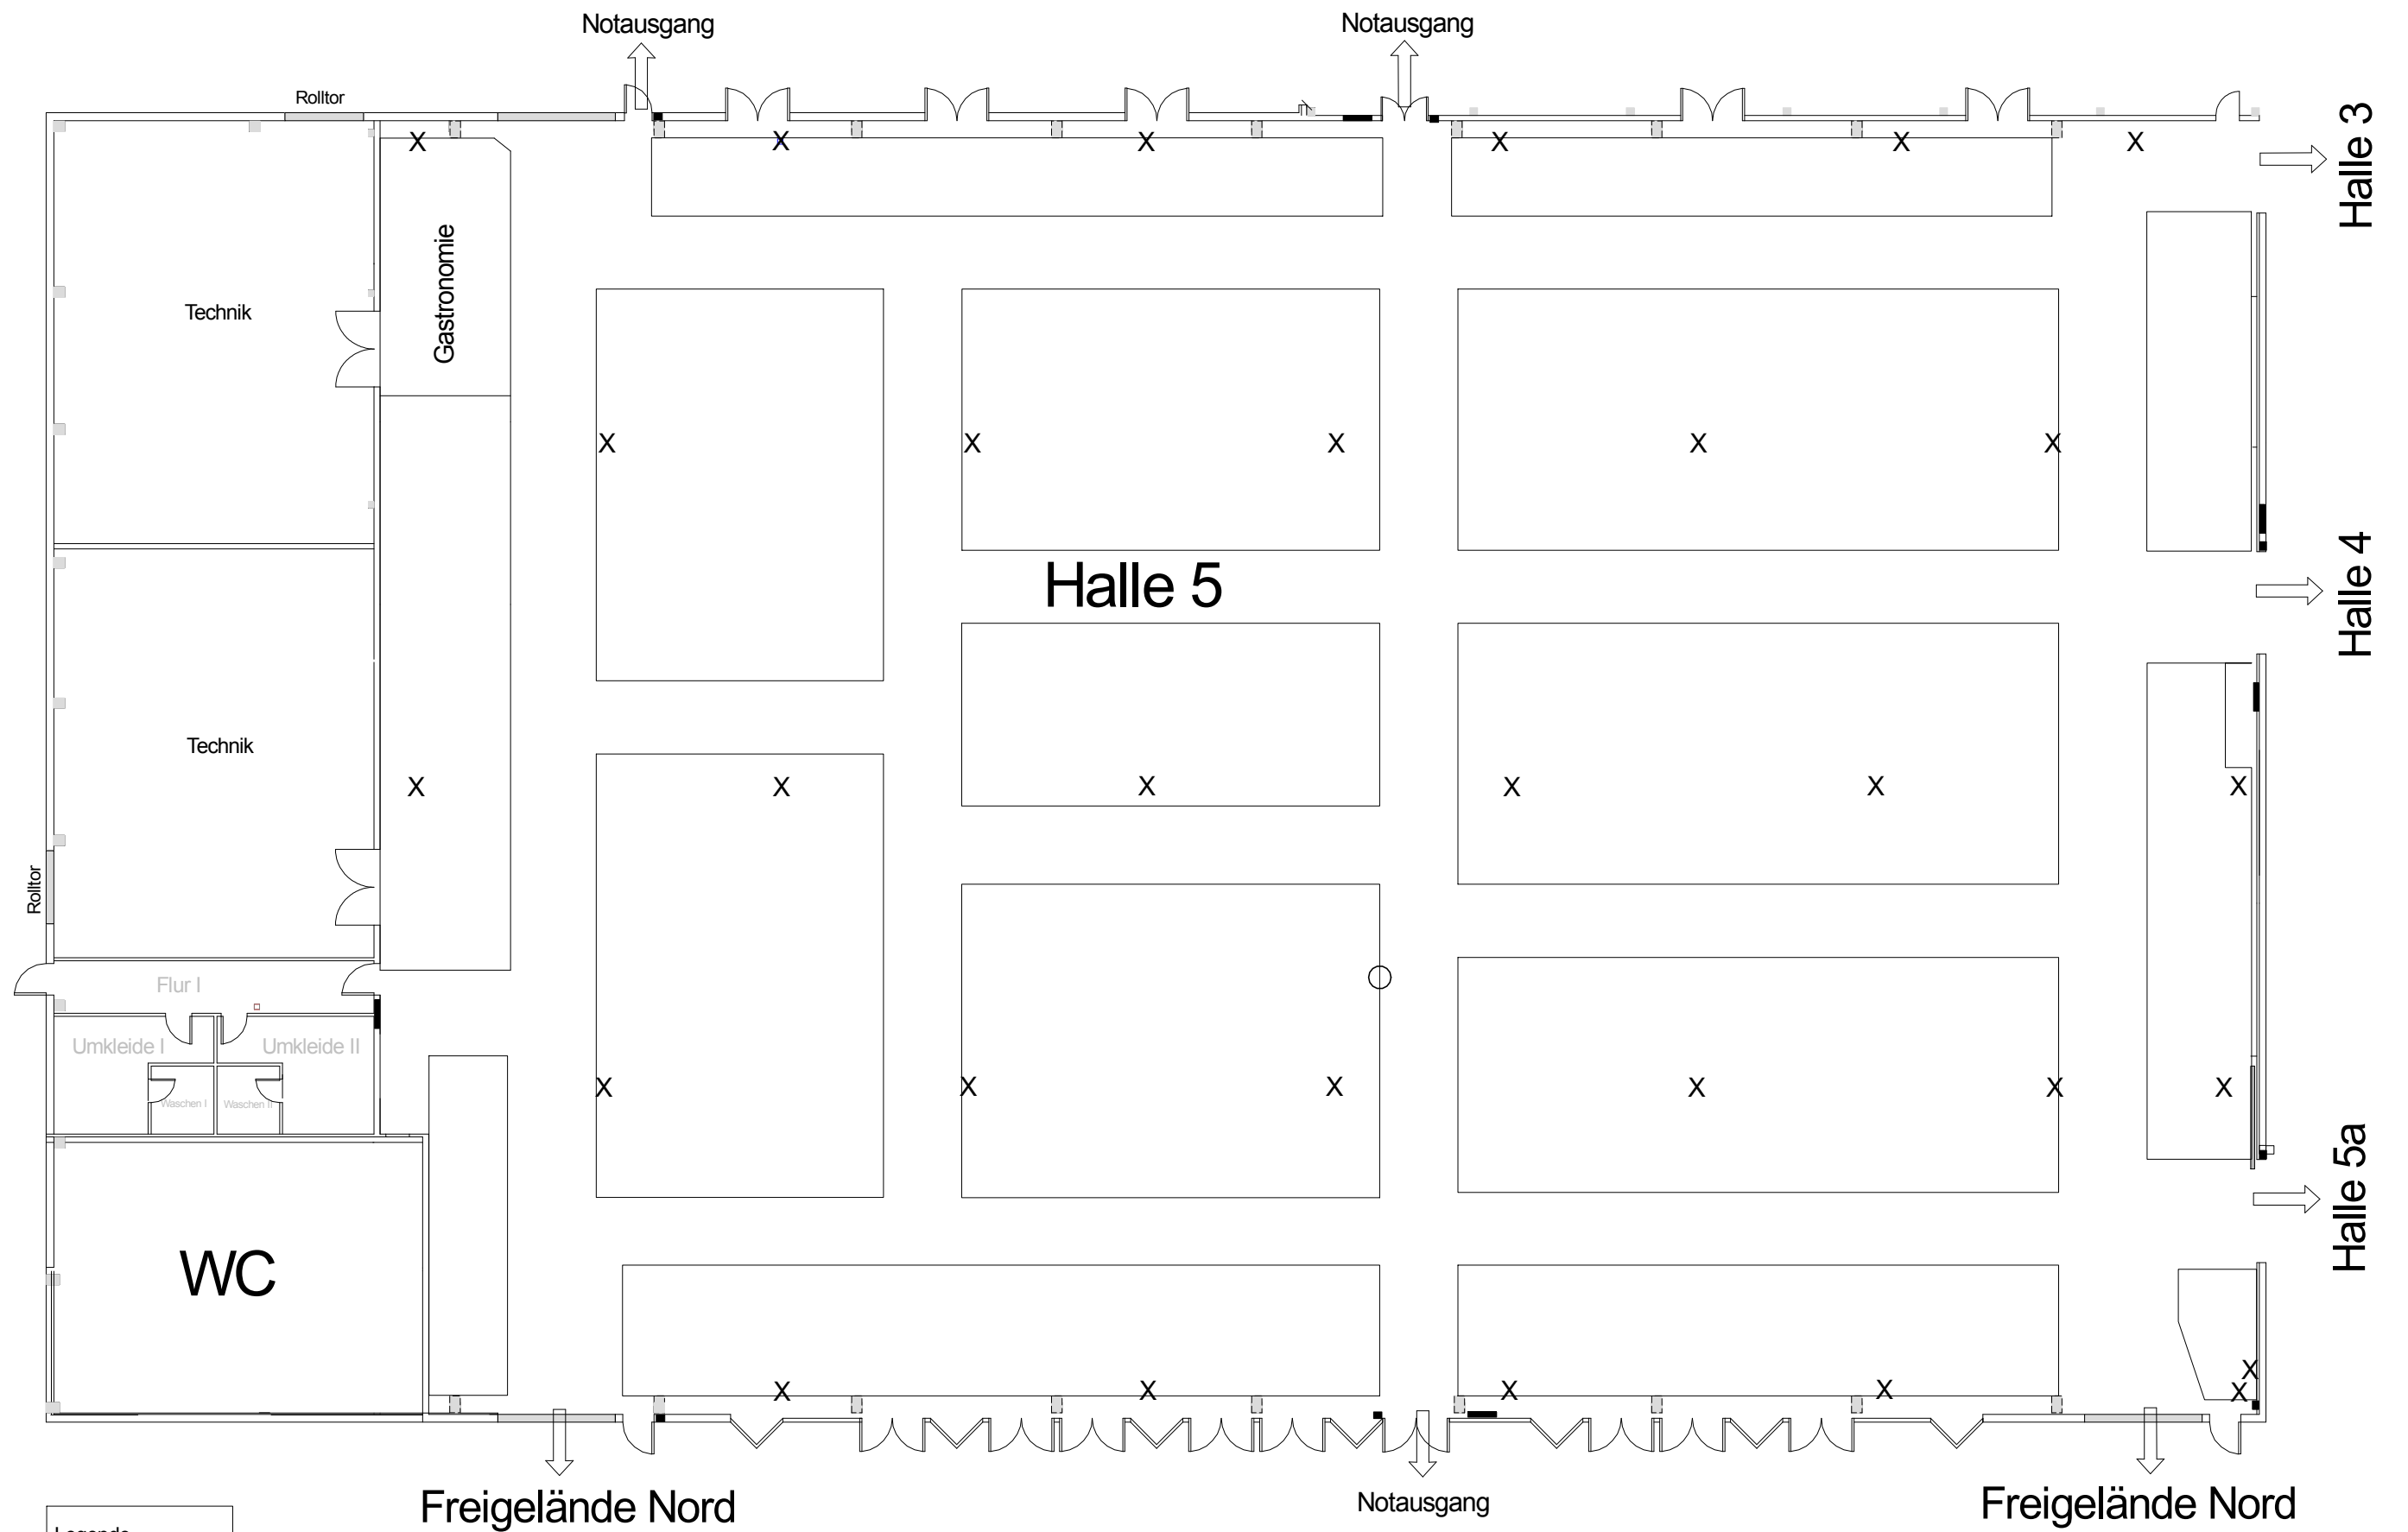 Notausgang
Notausgang
Rolltor
X
X
X
X
X
X
Halle 3
Gastronomie
Technik
X
X
X
X
X
Halle 5
Halle 4
Technik
X
X
X
X
X
X
Rolltor
Flur I
Umkleide I
Umkleide II
Waschen I
Waschen II
X
X
X
X
X
X
Halle 5a
WC
X
X
X
X
X
X
Freigelände Nord
Notausgang
Freigelände Nord
Legende